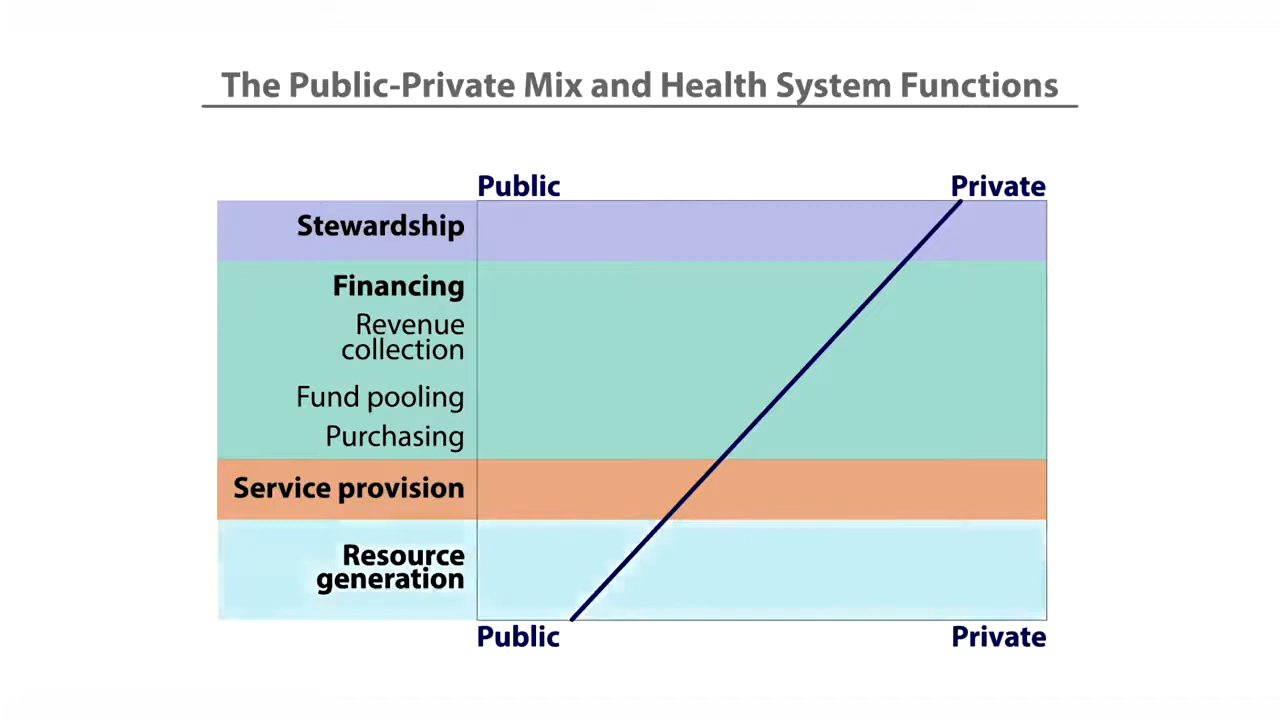 The Public-Private Mix and Health System Functions
Public
Private
Stewardship
Financing
Revenue
collection
Fund pooling
Purchasing
Service provision
Resource
generation
Public
Private